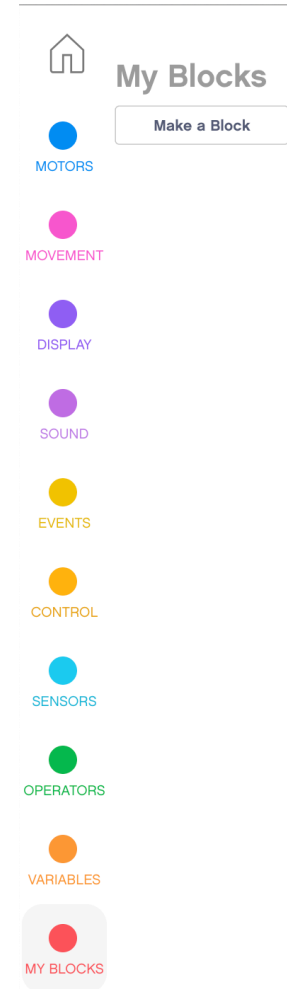 My Blocks
Make a Block
MOTORS
MOVEMENT
DISPLAY
SOUND
EVENTS
CONTROL
SENSORS
OPERATORS
VARIABLES
MY BLOCKS